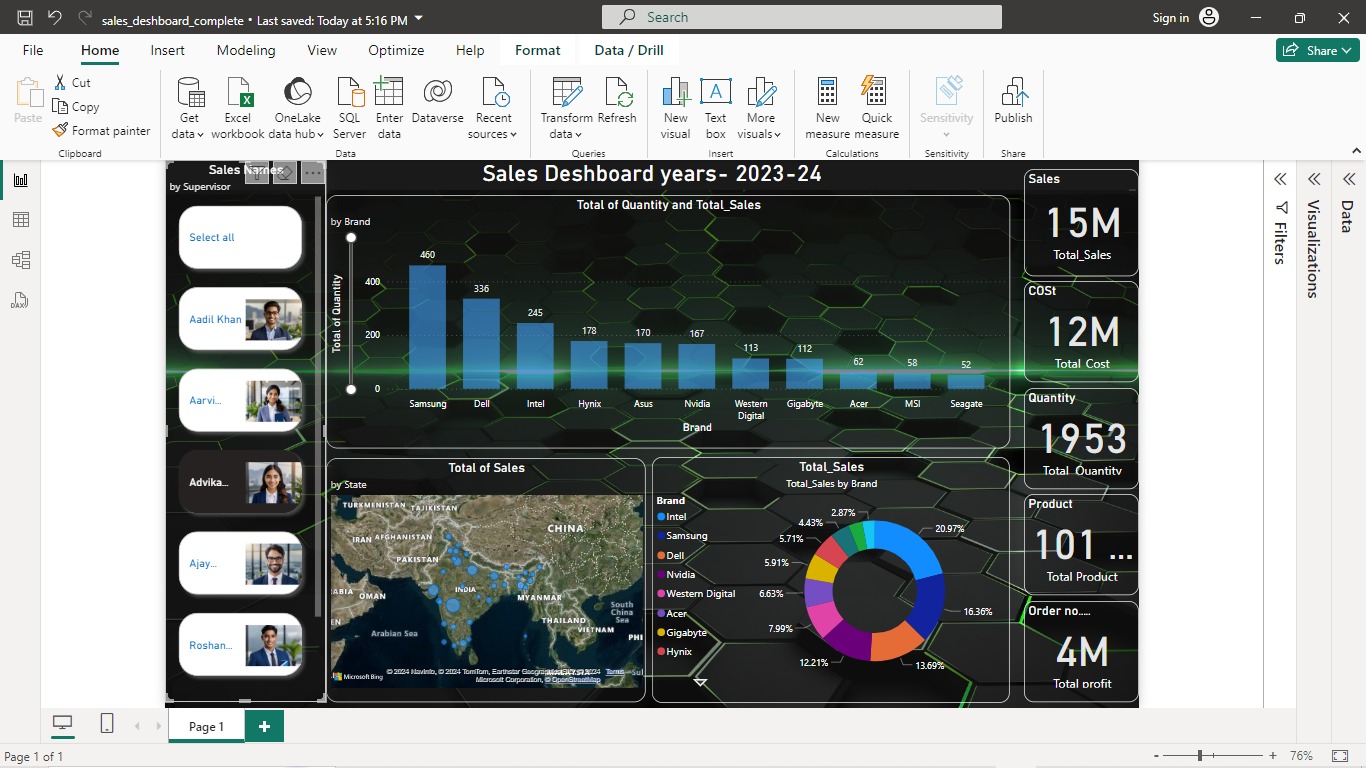 sales_deshboard_complete • Last saved: Today at 5:16 PM
Search
Sign in
File Home Insert Modeling View Optimize Help Format Data / Drill
Share
Paste
Cut
Copy
Format painter
Clipboard
Get data
Excel workbook
OneLake data hub
SQL Server
Enter data
Dataverse
Recent sources
Data
Transform data
Refresh
Queries
New visual
Text box
More visuals
Insert
New measure
Quick measure
Calculations
Sensitivity
Sensitivity
Publish
Share
Sales Names
by Supervisor
Select all
Aadil Khan
Aarvi...
Advika...
Ajay...
Roshan...
Sales Deshboard years- 2023-24
Total of Quantity and Total_Sales
by Brand
Total of Quantity
400
200
0
460
336
245
178
170
167
113
112
62
58
52
Samsung Dell Intel Hynix Asus Nvidia Western Digital Gigabyte Acer MSI Seagate
Brand
Total of Sales
by State
TURKMENISTAN
TAJIKISTAN
CHINA
IRAN
AFGHANISTAN
PAKISTAN
OMAN
INDIA
MYANMAR
THAILAND
VIETNAM
South
China
Sea
PHI
Arabian Sea
Microsoft Bing
Microsoft Corporation, © OpenStreetMap
Terms
Total_Sales
Total_Sales by Brand
Brand
Intel
Samsung
Dell
Nvidia
Western Digital
Acer
Gigabyte
Hynix
20.97%
16.36%
13.69%
12.21%
7.99%
6.63%
5.91%
5.71%
4.43%
2.87%
Sales
15M
Total_Sales
COSt
12M
Total Cost
Quantity
1953
Total Quantity
Product
101 ...
Total Product
Order no.....
4M
Total profit
Filters
Visualizations
Data
DAX
Page 1
Page 1 of 1
76%